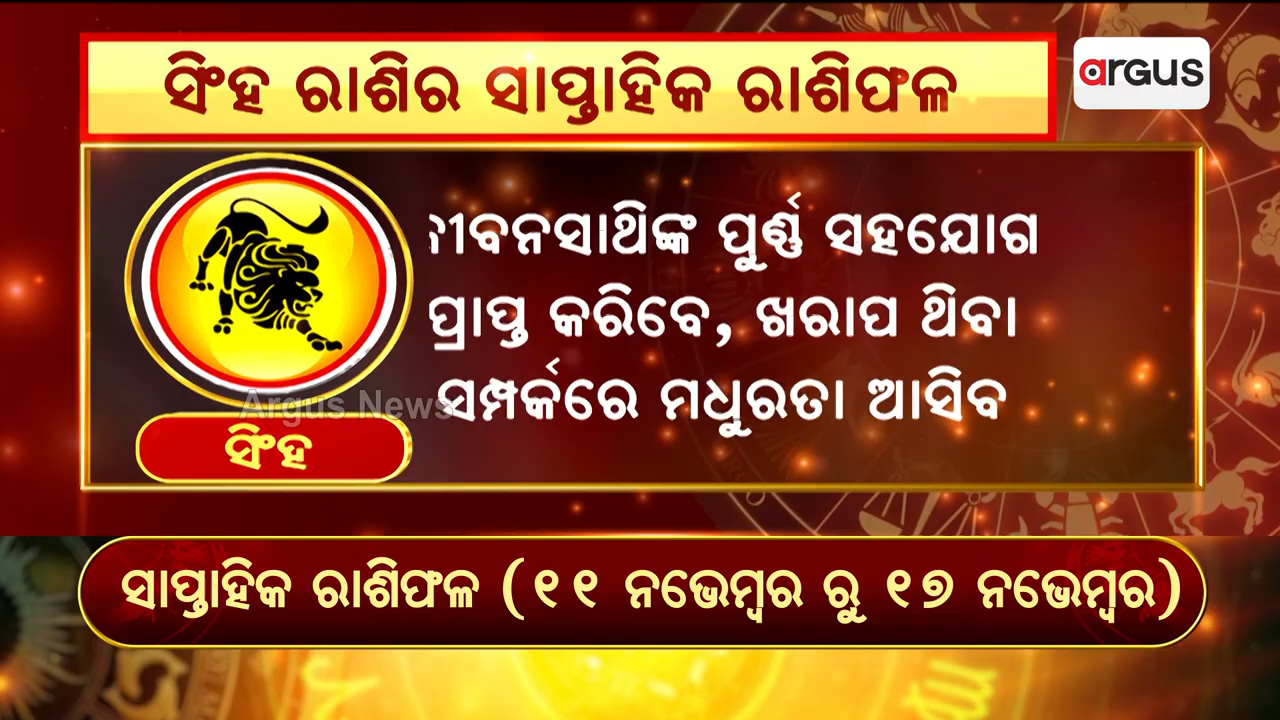 ସିଂହ ରାଶିର ସାପ୍ତାହିକ ରାଶିଫଳ
argus
ପୁର୍ଣ୍ଣ ସହଯୋଗ
ପ୍ରାପ୍ତ କରିବେ, ଖରାପ ଥିବା
ସମ୍ପର୍କରେ ମଧୁରତା ଆସିବ
Argus News
ସିଂହ
ସାପ୍ତାହିକ ରାଶିଫଳ (୧୧ ନଭେମ୍ବର ରୁ ୧୭ ନଭେମ୍ବର)